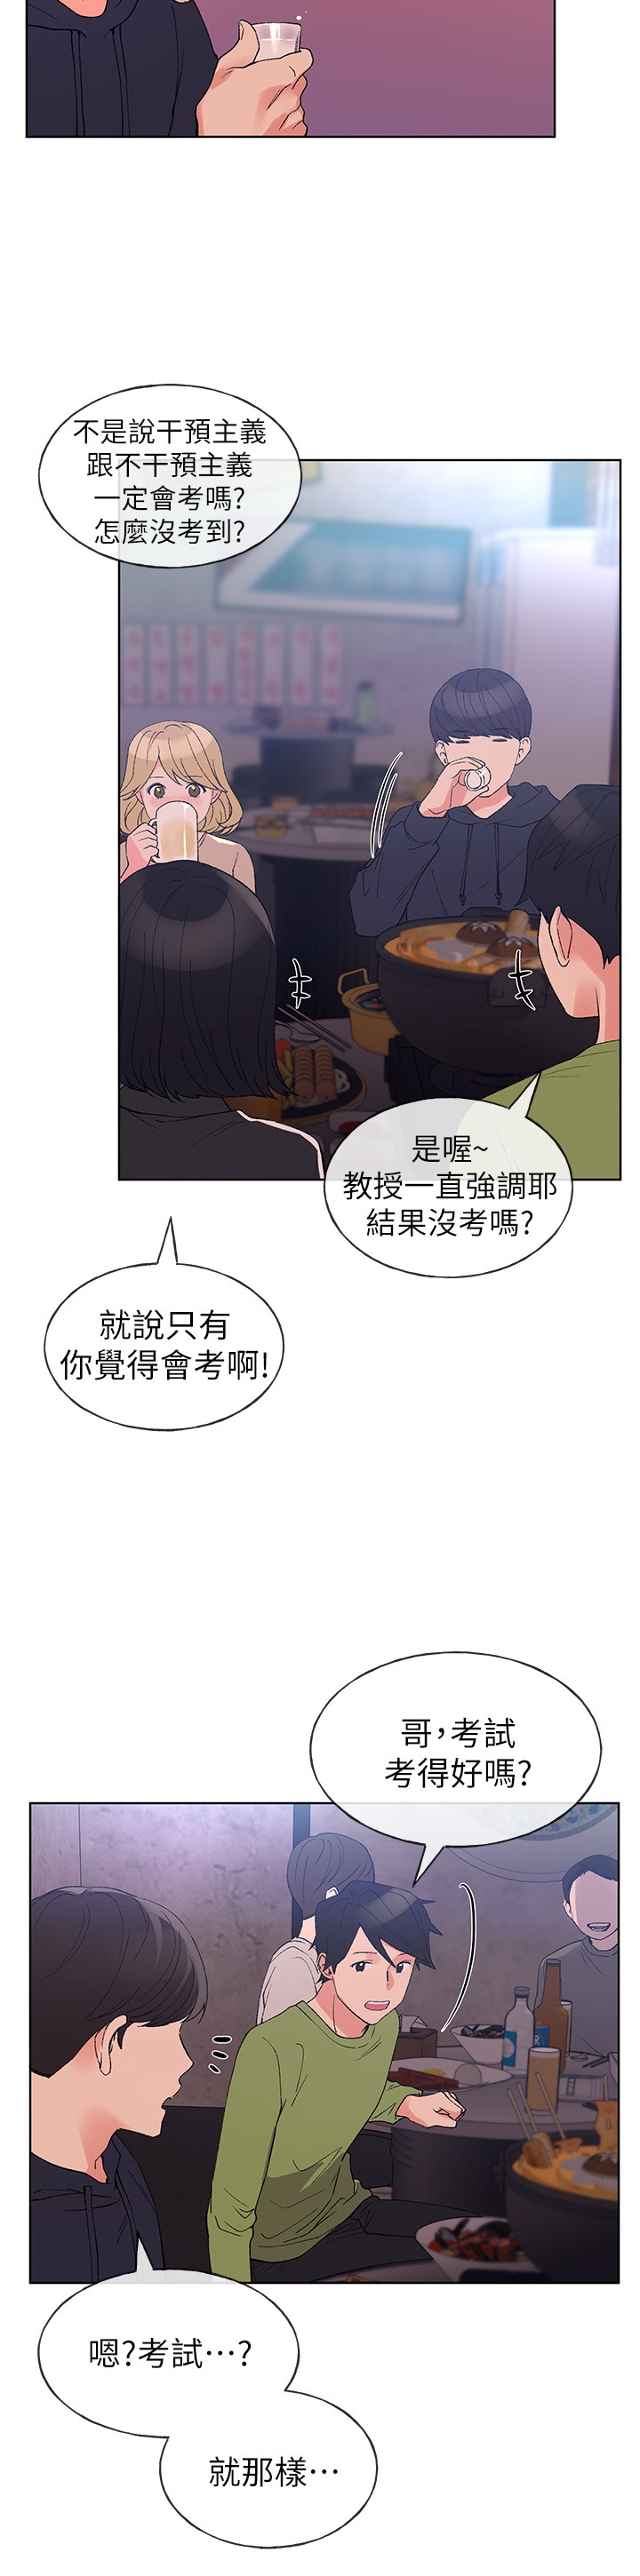 不是說干預主義
跟不干預主義
一定會考嗎?
怎麼沒考到?
是喔~
教授一直強調耶
結果沒考嗎?
就說只有
你覺得會考啊!
哥,考試
考得好嗎?
嗯?考試⋯?
就那樣⋯